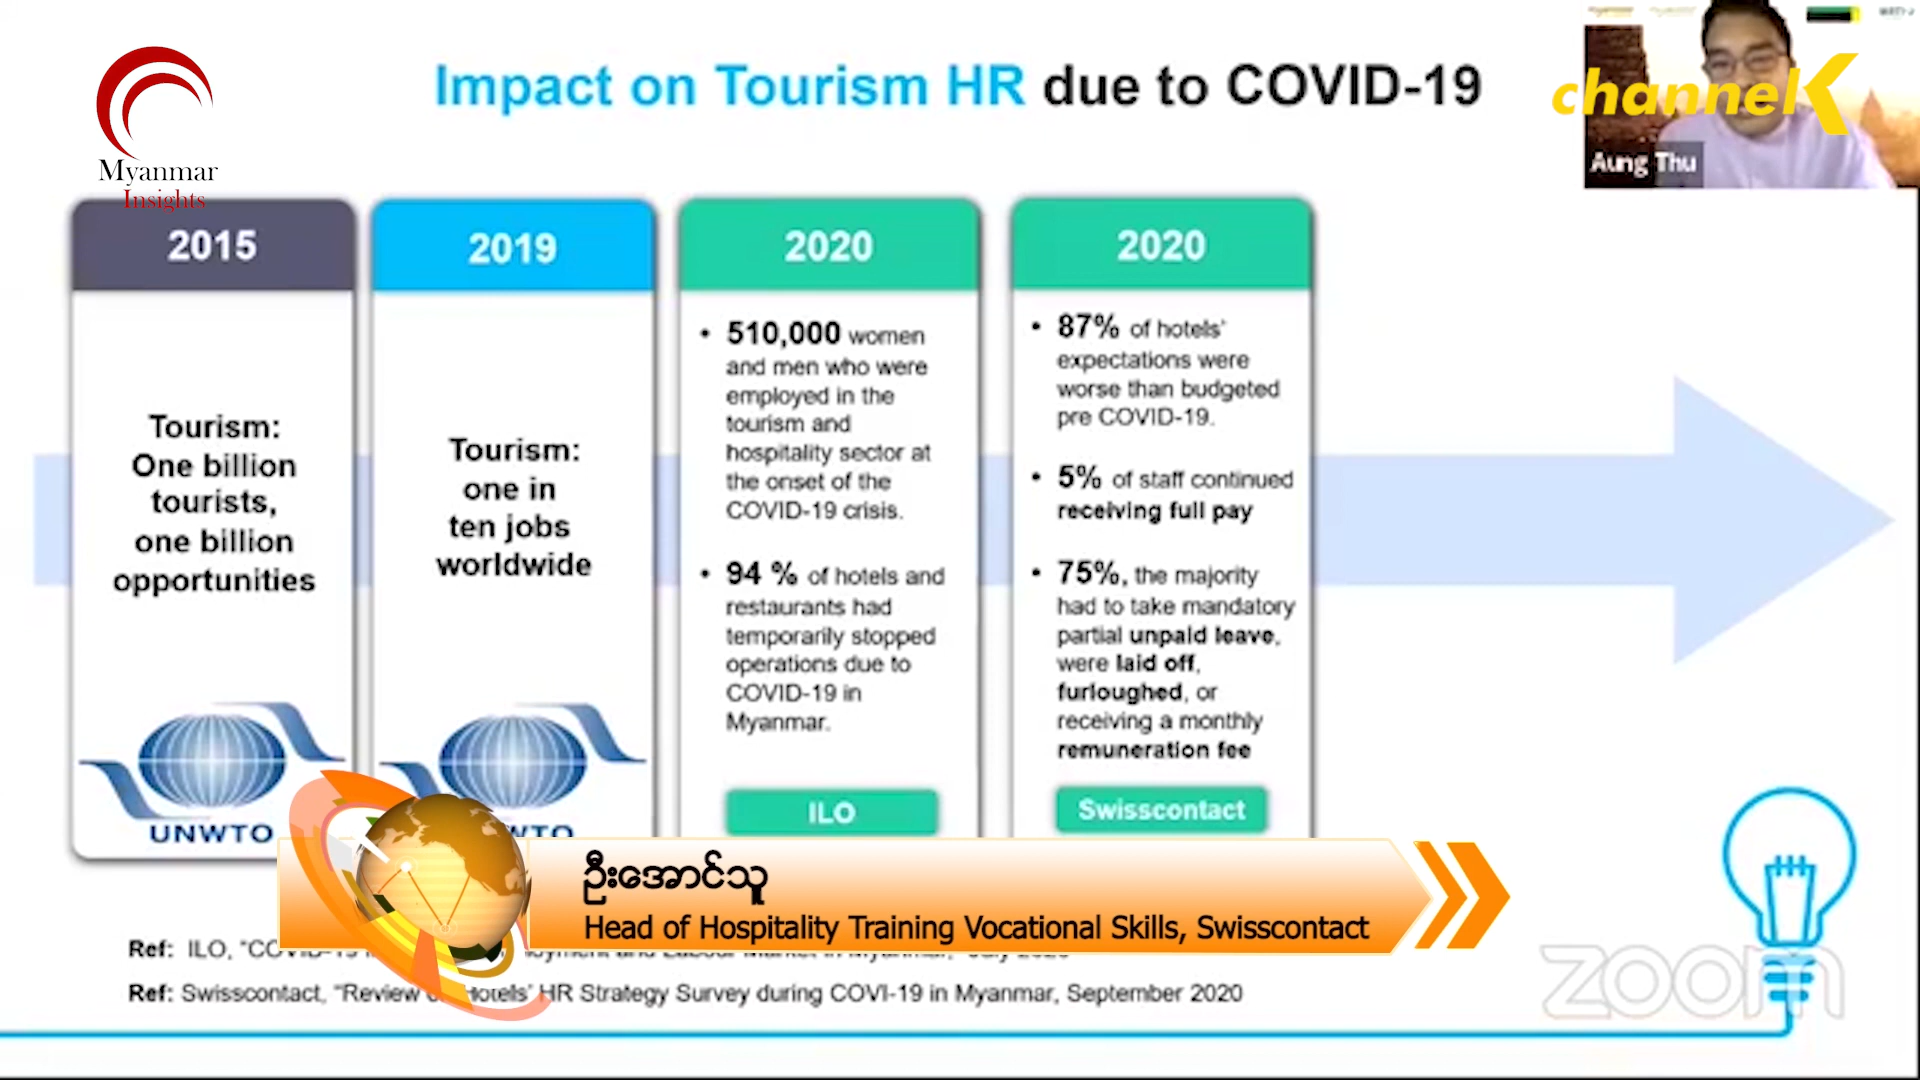 Myanmar
Insights
Impact on Tourism HR due to COVID-19
channel K
Aung Thu
2015
Tourism:
One billion
tourists,
one billion
opportunities
UNWTO
2019
Tourism:
one in
ten jobs
worldwide
2020
• 510,000 women
and men who were
employed in the
tourism and
hospitality sector at
the onset of the
COVID-19 crisis.
• 94 % of hotels and
restaurants had
temporarily stopped
operations due to
COVID-19 in
Myanmar.
ILO
2020
• 87% of hotels'
expectations were
worse than budgeted
pre COVID-19.
• 5% of staff continued
receiving full pay
• 75%, the majority
had to take mandatory
partial unpaid leave,
were laid off,
furloughed, or
receiving a monthly
remuneration fee
Swisscontact
ဦးအောင်သူ
Head of Hospitality Training Vocational Skills, Swisscontact
Ref: ILO, "COVID-19
Ref: Swisscontact, "Review Hotels' HR Strategy Survey during COVI-19 in Myanmar, September 2020
zoom